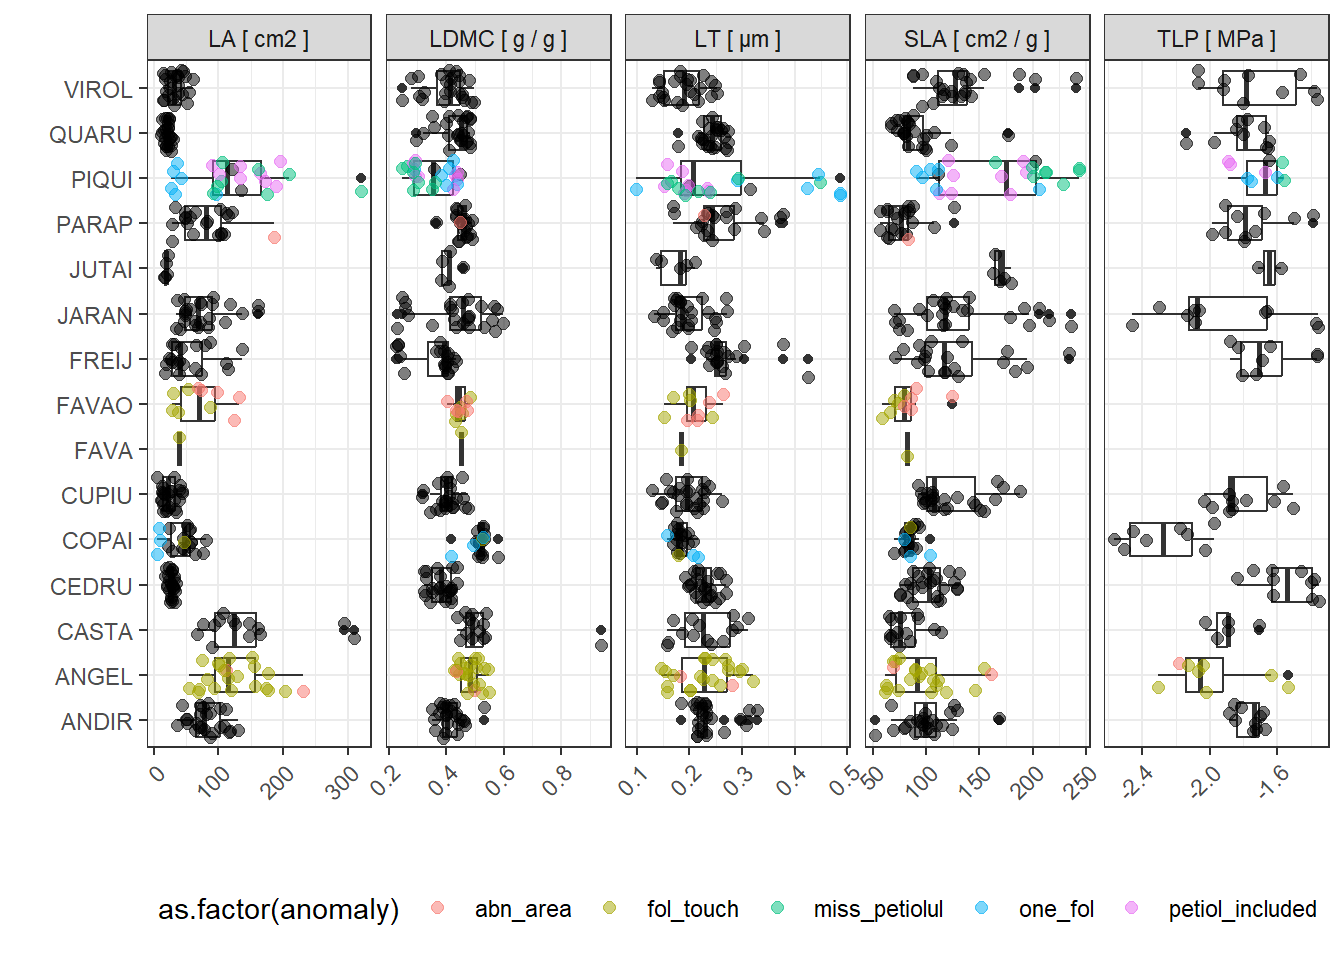 LA [ cm2 ] LDMC [ g / g ] LT [ µm ] SLA [ cm2 / g ] TLP [ MPa ]
VIROL
QUARU
PIQUI
PARAP
JUTAI
JARAN
FREIJ
FAVAO
FAVA
CUPIU
COPAI
CEDRU
CASTA
ANGEL
ANDIR
0 100 200 300 0.2 0.4 0.6 0.8 0.1 0.2 0.3 0.4 0.5 50 100 150 200 250 -2.4 -2.0 -1.6
as.factor(anomaly) abn_area fol_touch miss_petiolul one_fol petiol_included